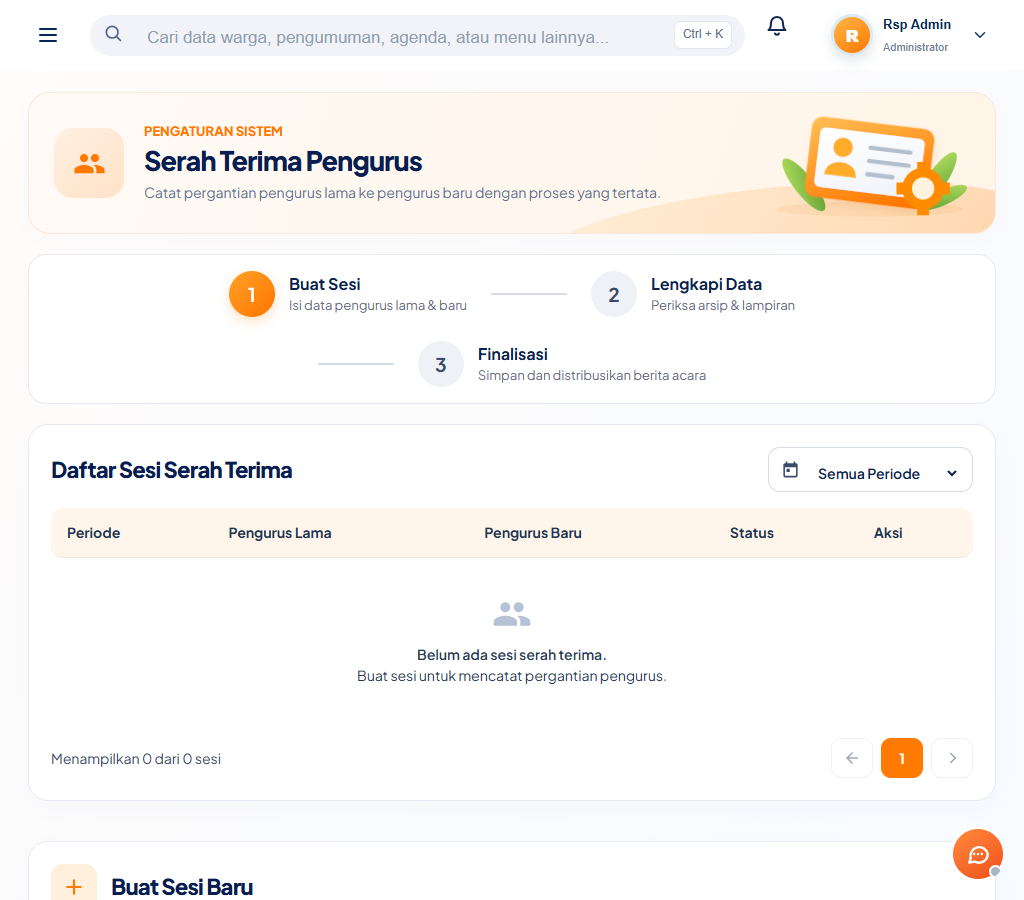 Cari data warga, pengumuman, agenda, atau menu lainnya...
Ctrl + K
R
Rsp Admin
Administrator
PENGATURAN SISTEM
Serah Terima Pengurus
Catat pergantian pengurus lama ke pengurus baru dengan proses yang tertata.
1
Buat Sesi
Isi data pengurus lama & baru
2
Lengkapi Data
Periksa arsip & lampiran
3
Finalisasi
Simpan dan distribusikan berita acara
Daftar Sesi Serah Terima
Semua Periode
Periode Pengurus Lama Pengurus Baru Status Aksi
Belum ada sesi serah terima.
Buat sesi untuk mencatat pergantian pengurus.
Menampilkan 0 dari 0 sesi
1
Buat Sesi Baru